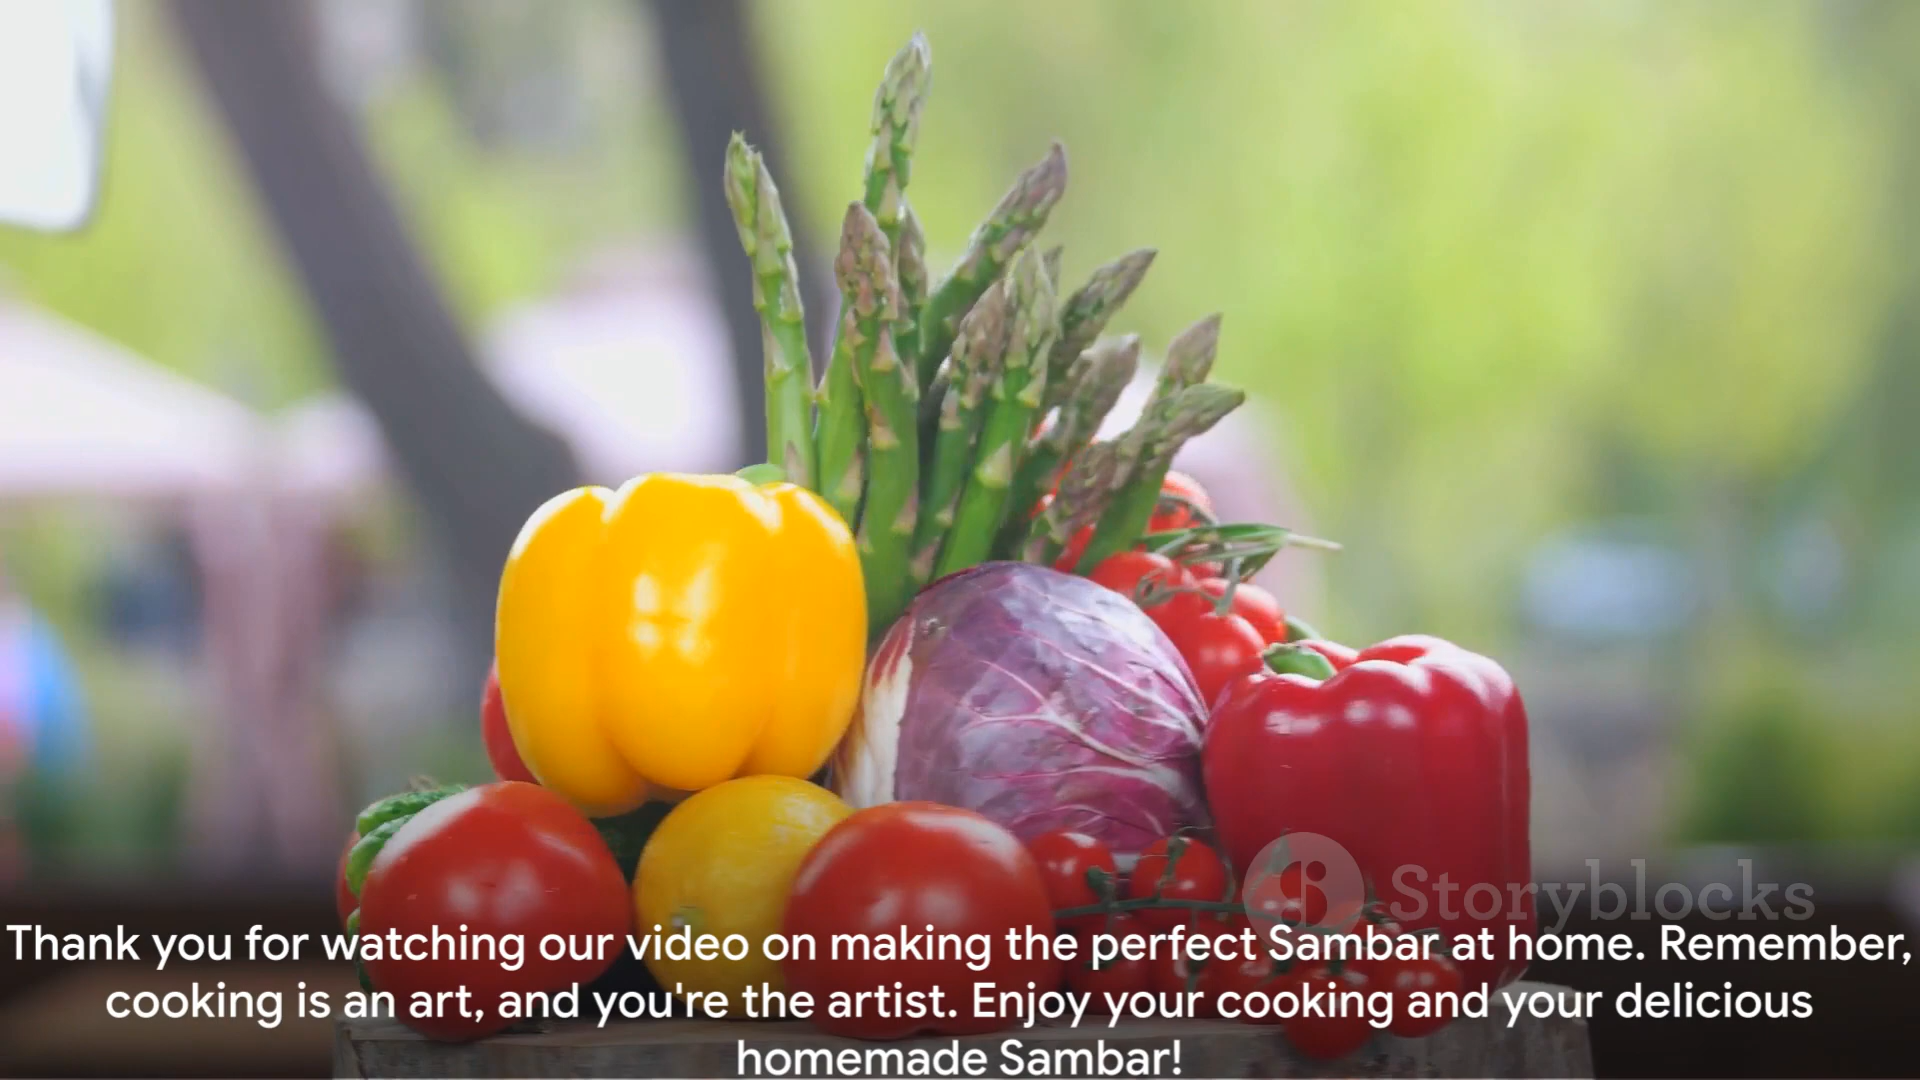 Storyblocks
Thank you for watching our video on making the perfect Sambar at home. Remember,
cooking is an art, and you're the artist. Enjoy your cooking and your delicious
homemade Sambar!